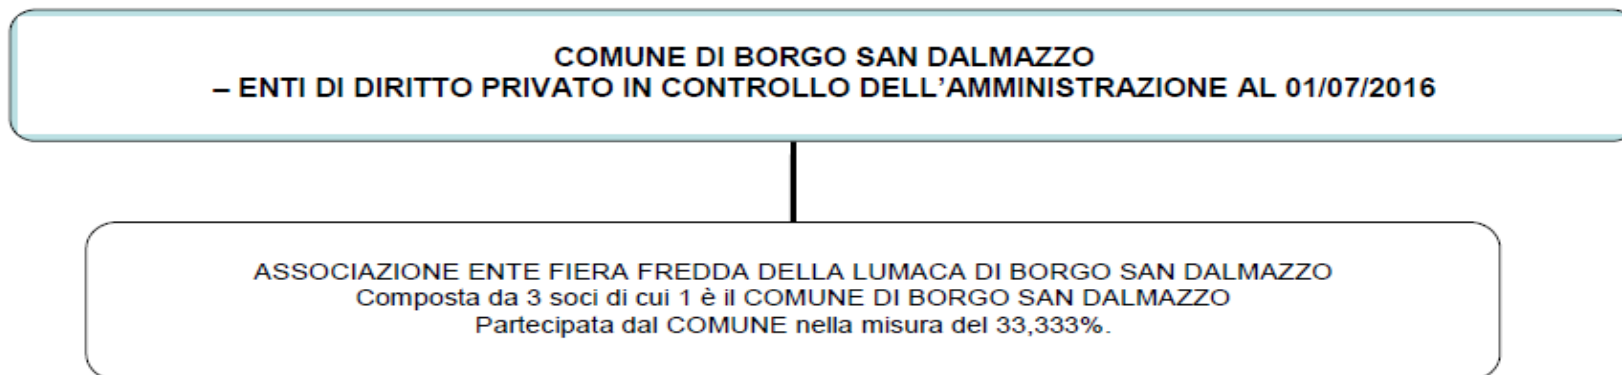 COMUNE DI BORGO SAN DALMAZZO
– ENTI DI DIRITTO PRIVATO IN CONTROLLO DELL’AMMINISTRAZIONE AL 01/07/2016
ASSOCIAZIONE ENTE FIERA FREDDA DELLA LUMACA DI BORGO SAN DALMAZZO
Composta da 3 soci di cui 1 è il COMUNE DI BORGO SAN DALMAZZO
Partecipata dal COMUNE nella misura del 33,333%.